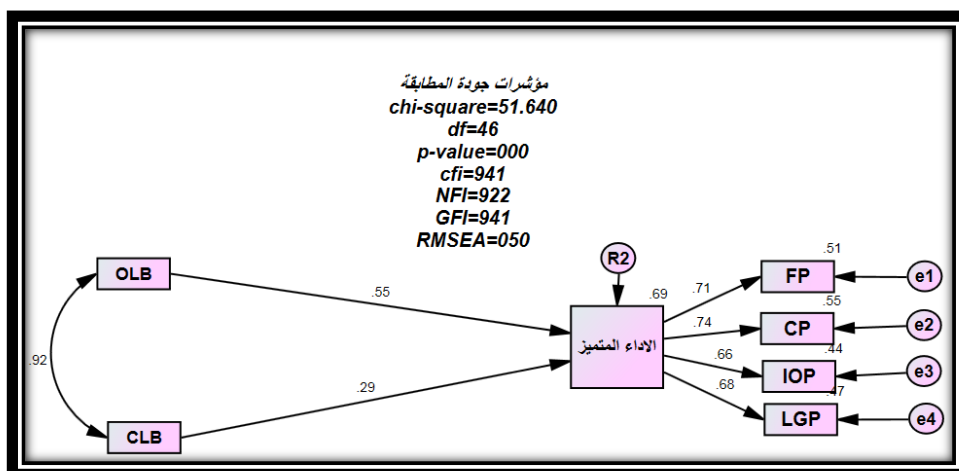 مؤشرات جودة المطابقة
chi-square=51.640
df=46
p-value=000
cfi=941
NFI=922
GFI=941
RMSEA=050
OLB
.55
.92
CLB
.29
R2
.69
الاداء المتميز
.71
.51
FP
e1
.74
.55
CP
e2
.66
.44
IOP
e3
.68
.47
LGP
e4